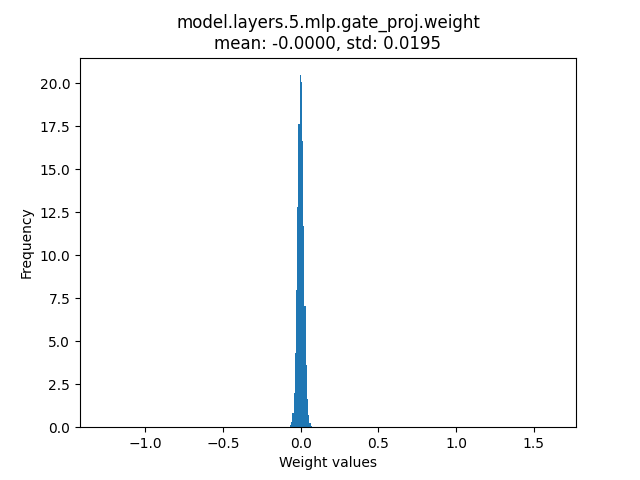 model.layers.5.mlp.gate_proj.weight
mean: -0.0000, std: 0.0195
20.0
17.5
15.0
12.5
10.0
7.5
5.0
2.5
0.0
Frequency
−1.0 −0.5 0.0 0.5 1.0 1.5
Weight values